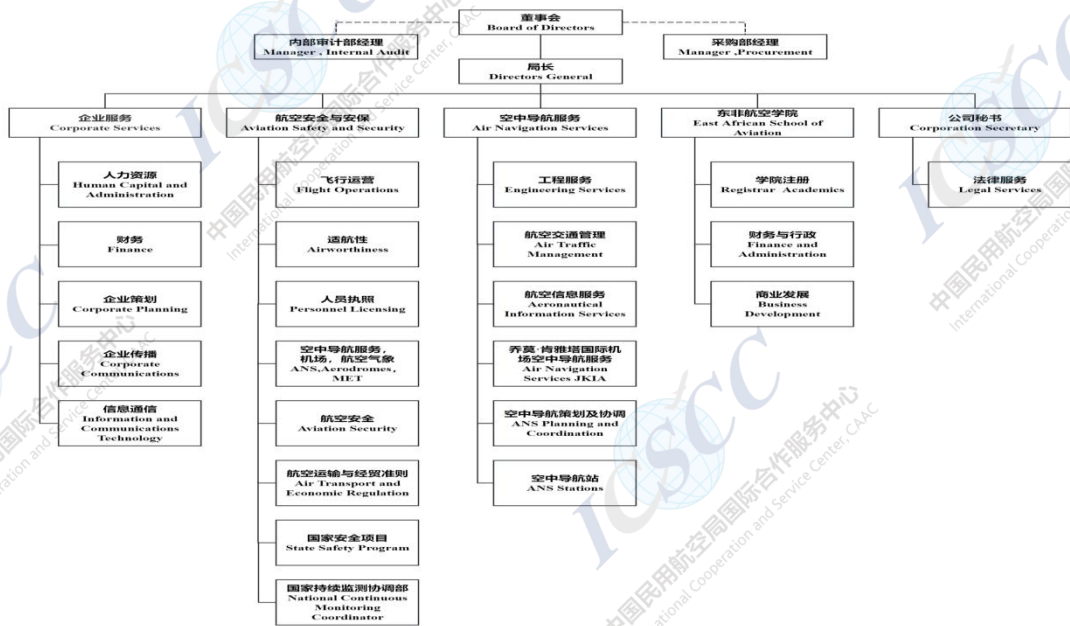 董事会
Board of Directors
内部审计部经理
Manager , Internal Audit
采购部经理
Manager ,Procurement
局长
Directors General
企业服务
Corporate Services
航空安全与安保
Aviation Safety and Security
空中导航服务
Air Navigation Services
东非航空学院
East African School of
Aviation
公司秘书
Corporation Secretary
人力资源
Human Capital and
Administration
财务
Finance
企业策划
Corporate Planning
企业传播
Corporate
Communications
信息通信
Information and
Communications
Technology
飞行运营
Flight Operations
适航性
Airworthiness
人员执照
Personnel Licensing
空中导航服务，
机场，航空气象
ANS,Aerodromes,
MET
航空安全
Aviation Security
航空运输与经贸准则
Air Transport and
Economic Regulation
国家安全项目
State Safety Program
国家持续监测协调部
National Continuous
Monitoring
Coordinator
工程服务
Engineering Services
航空交通管理
Air Traffic
Management
航空信息服务
Aeronautical
Information Services
乔莫·肯雅塔国际机
场空中导航服务
Air Navigation
Services JKIA
空中导航策划及协调
ANS Planning and
Coordination
空中导航站
ANS Stations
学院注册
Registrar Academics
财务与行政
Finance and
Administration
商业发展
Business
Development
法律服务
Legal Services
ICSCC
中国民用航空局国际合作服务中心
International Cooperation and Service Center, CAAC